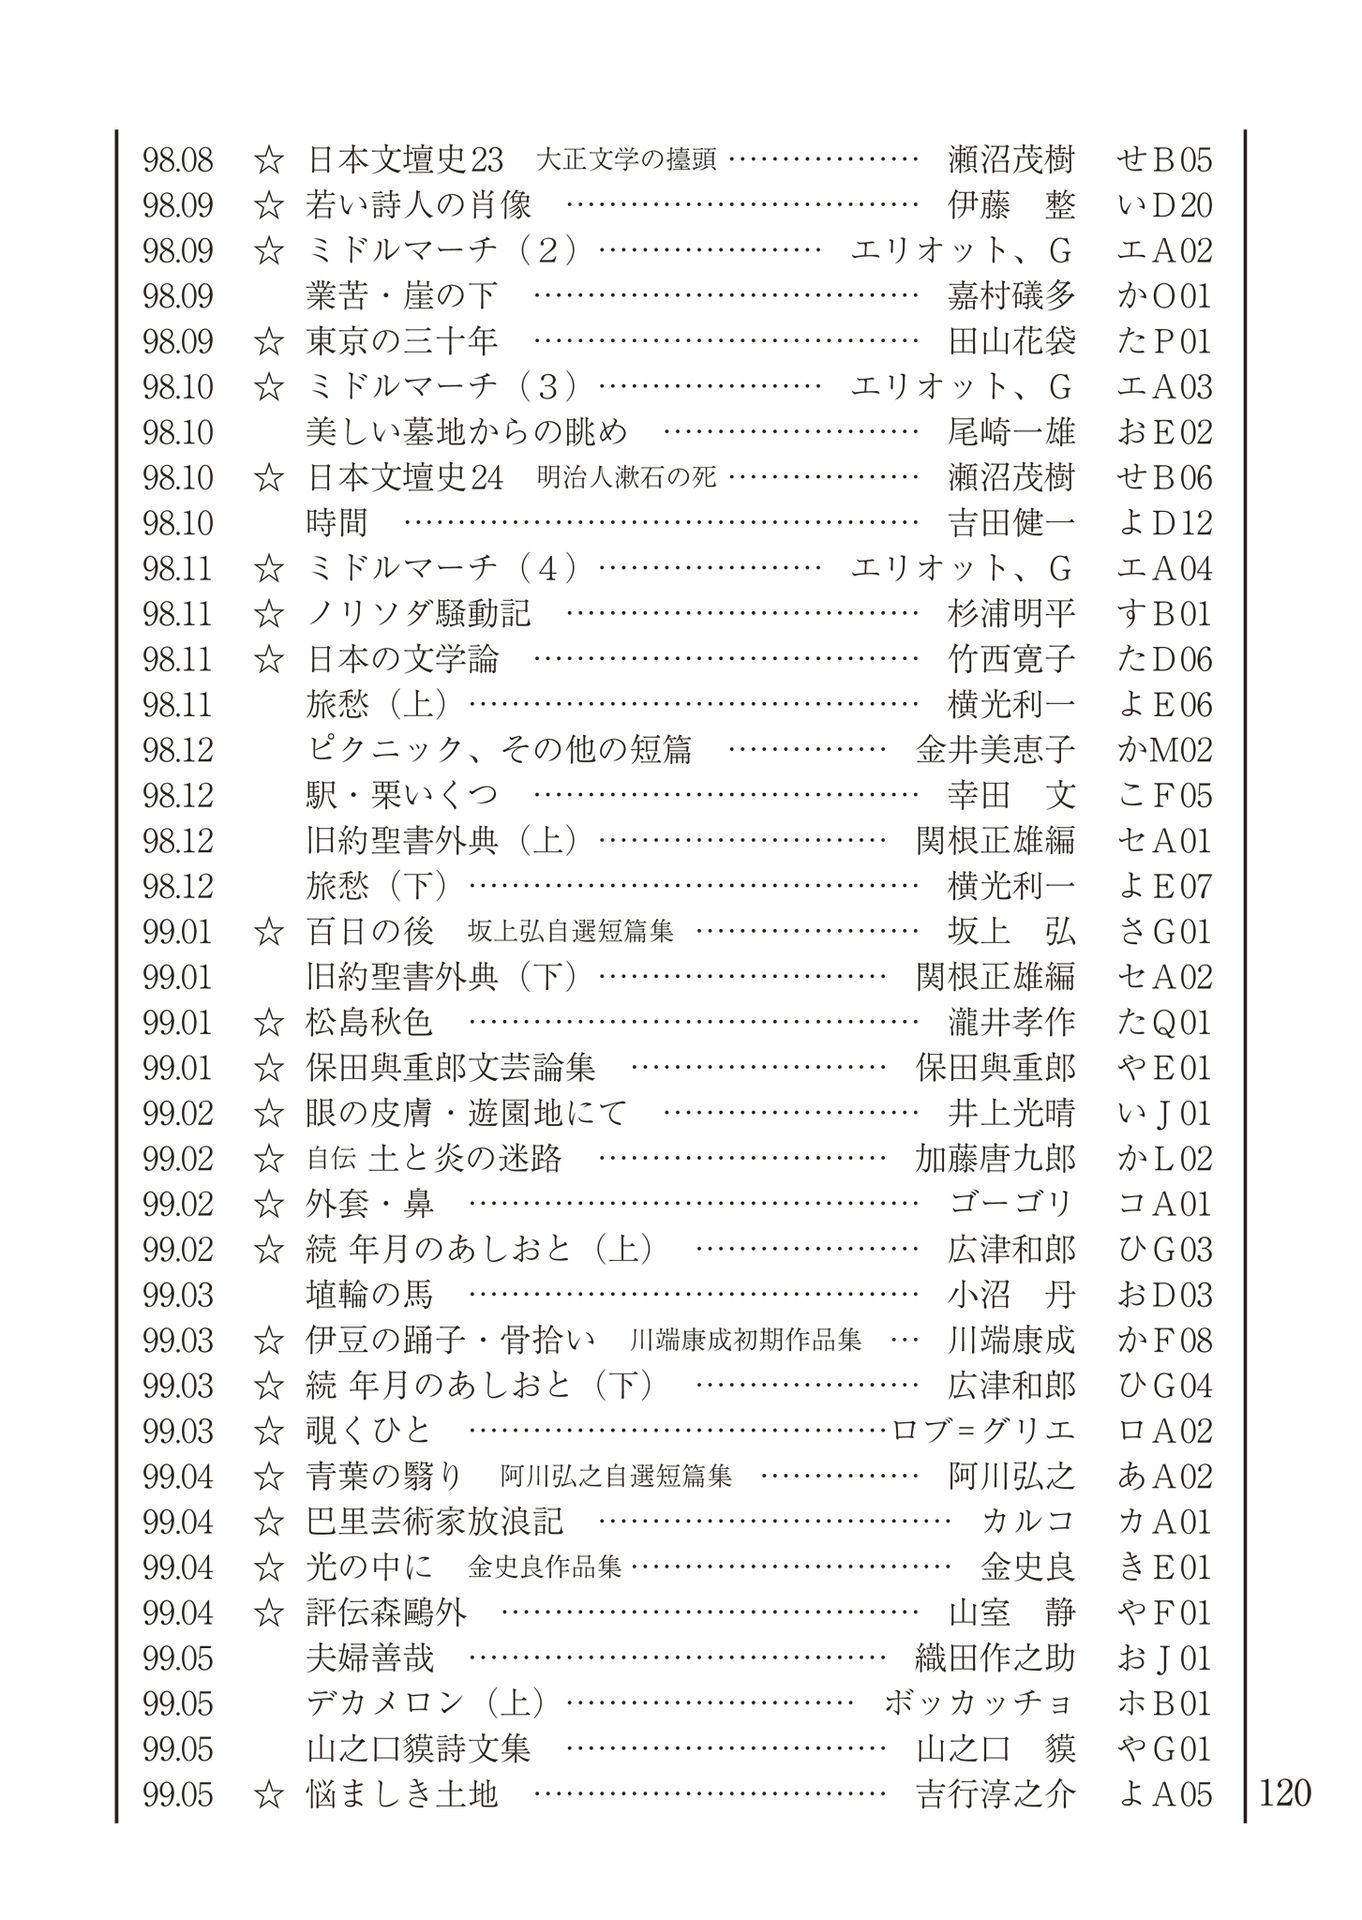 98.08 ☆ 日本文壇史23 大正文学の擡頭 ……………… 瀬沼茂樹 せB05
98.09 ☆ 若い詩人の肖像 …………………………… 伊藤 整 いD20
98.09 ☆ ミドルマーチ（２）………………… エリオット、G エA02
98.09 業苦・崖の下 ……………………………… 嘉村礒多 かO01
98.09 ☆ 東京の三十年 ……………………………… 田山花袋 たP01
98.10 ☆ ミドルマーチ（３）………………… エリオット、G エA03
98.10 美しい墓地からの眺め …………………… 尾崎一雄 おE02
98.10 ☆ 日本文壇史24 明治人漱石の死 ……………… 瀬沼茂樹 せB06
98.10 時間 ………………………………………… 吉田健一 よD12
98.11 ☆ ミドルマーチ（４）………………… エリオット、G エA04
98.11 ☆ ノリソダ騒動記 …………………………… 杉浦明平 すB01
98.11 ☆ 日本の文学論 ……………………………… 竹西寛子 たD06
98.11 旅愁（上）…………………………………… 横光利一 よE06
98.12 ピクニック、その他の短篇 …………… 金井美恵子 かM02
98.12 駅・栗いくつ ……………………………… 幸田 文 こF05
98.12 旧約聖書外典（上）……………………… 関根正雄編 セA01
98.12 旅愁（下）…………………………………… 横光利一 よE07
99.01 ☆ 百日の後 坂上弘自選短篇集 ………………… 坂上 弘 さG01
99.01 旧約聖書外典（下）……………………… 関根正雄編 セA02
99.01 ☆ 松島秋色 …………………………………… 瀧井孝作 たQ01
99.01 ☆ 保田與重郎文芸論集 …………………… 保田與重郎 やE01
99.02 ☆ 眼の皮膚・遊園地にて …………………… 井上光晴 いJ01
99.02 ☆ 自伝 土と炎の迷路 ……………………… 加藤唐九郎 かL02
99.02 ☆ 外套・鼻 …………………………………… ゴーゴリ コA01
99.02 ☆ 続 年月のあしおと（上） ………………… 広津和郎 ひG03
99.03 埴輪の馬 …………………………………… 小沼 丹 おD03
99.03 ☆ 伊豆の踊子・骨拾い 川端康成初期作品集 … 川端康成 かF08
99.03 ☆ 続 年月のあしおと（下） ………………… 広津和郎 ひG04
99.03 ☆ 覗くひと …………………………………ロブ=グリエ ロA02
99.04 ☆ 青葉の翳り 阿川弘之自選短篇集 …………… 阿川弘之 あA02
99.04 ☆ 巴里芸術家放浪記 …………………………… カルコ カA01
99.04 ☆ 光の中に 金史良作品集 ………………………… 金史良 きE01
99.04 ☆ 評伝森鷗外 ………………………………… 山室 静 やF01
99.05 夫婦善哉 ………………………………… 織田作之助 おJ01
99.05 デカメロン（上）……………………… ボッカッチョ ホB01
99.05 山之口貘詩文集 ………………………… 山之口 貘 やG01
99.05 ☆ 悩ましき土地 …………………………… 吉行淳之介 よA05
120